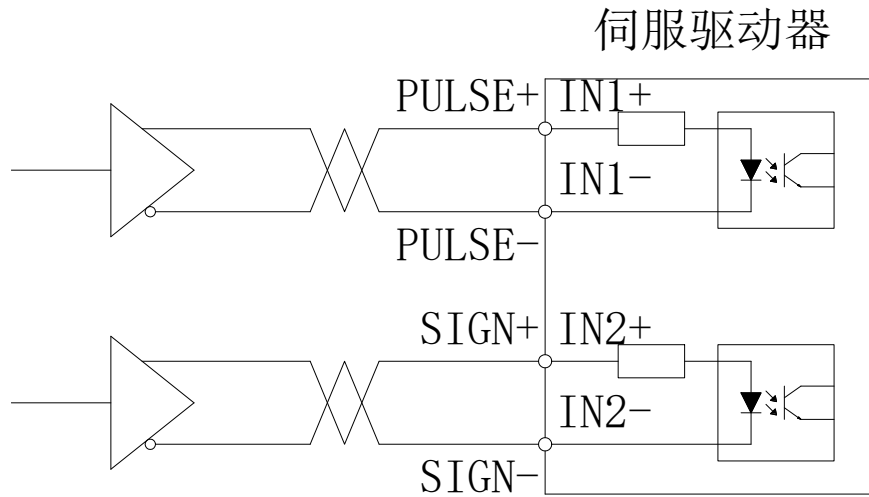 伺服驱动器
PULSE+ IN1+
IN1-
PULSE-
SIGN+ IN2+
IN2-
SIGN-